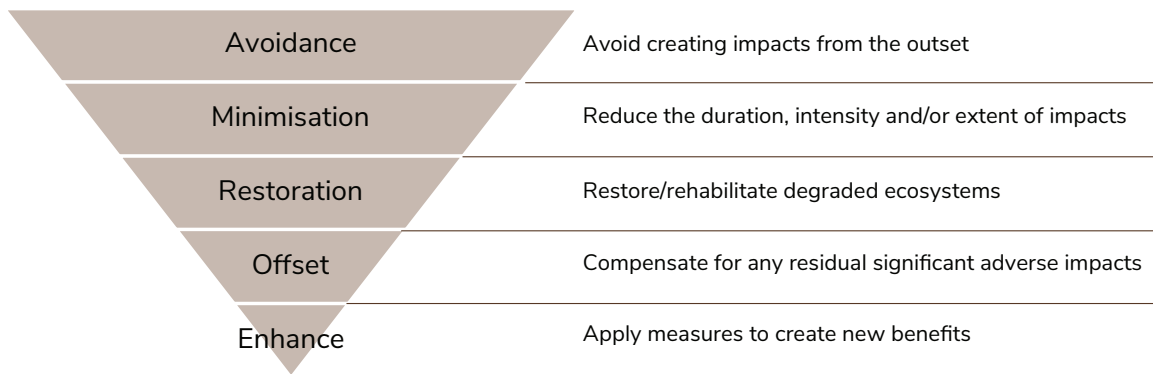 Avoidance
Avoid creating impacts from the outset
Minimisation
Reduce the duration, intensity and/or extent of impacts
Restoration
Restore/rehabilitate degraded ecosystems
Offset
Compensate for any residual significant adverse impacts
Enhance
Apply measures to create new benefits